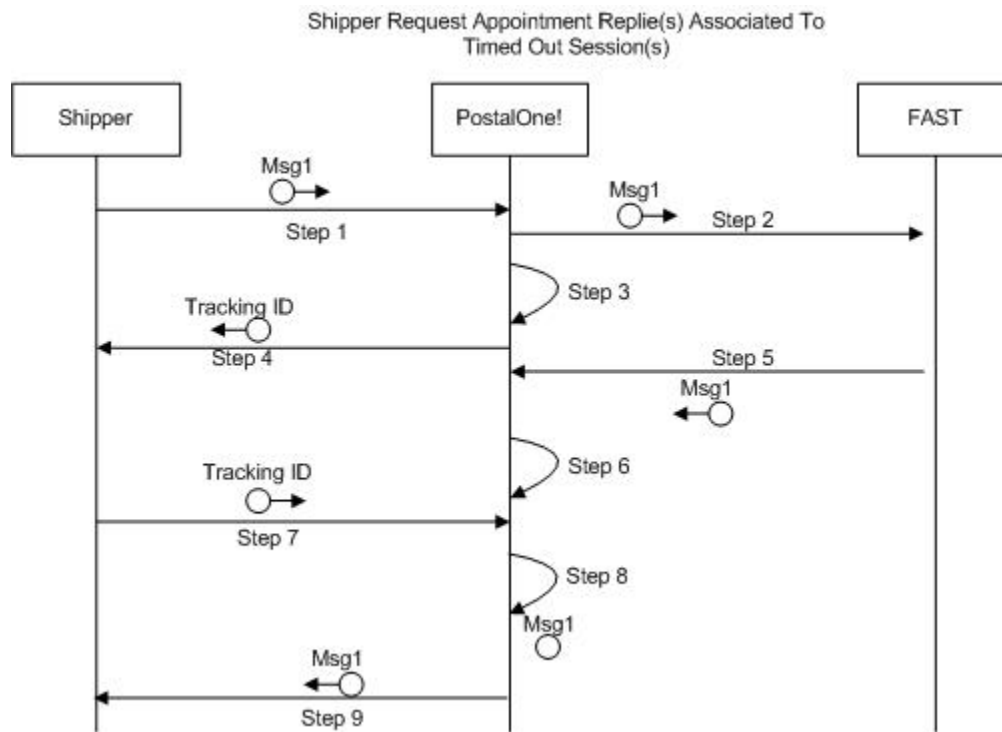 Shipper Request Appointment Replie(s) Associated To
Timed Out Session(s)
Shipper
PostalOne!
FAST
Msg1
Step 1
Msg1
Step 2
Step 3
Tracking ID
Step 4
Step 5
Msg1
Step 6
Tracking ID
Step 7
Step 8
Msg1
Msg1
Step 9